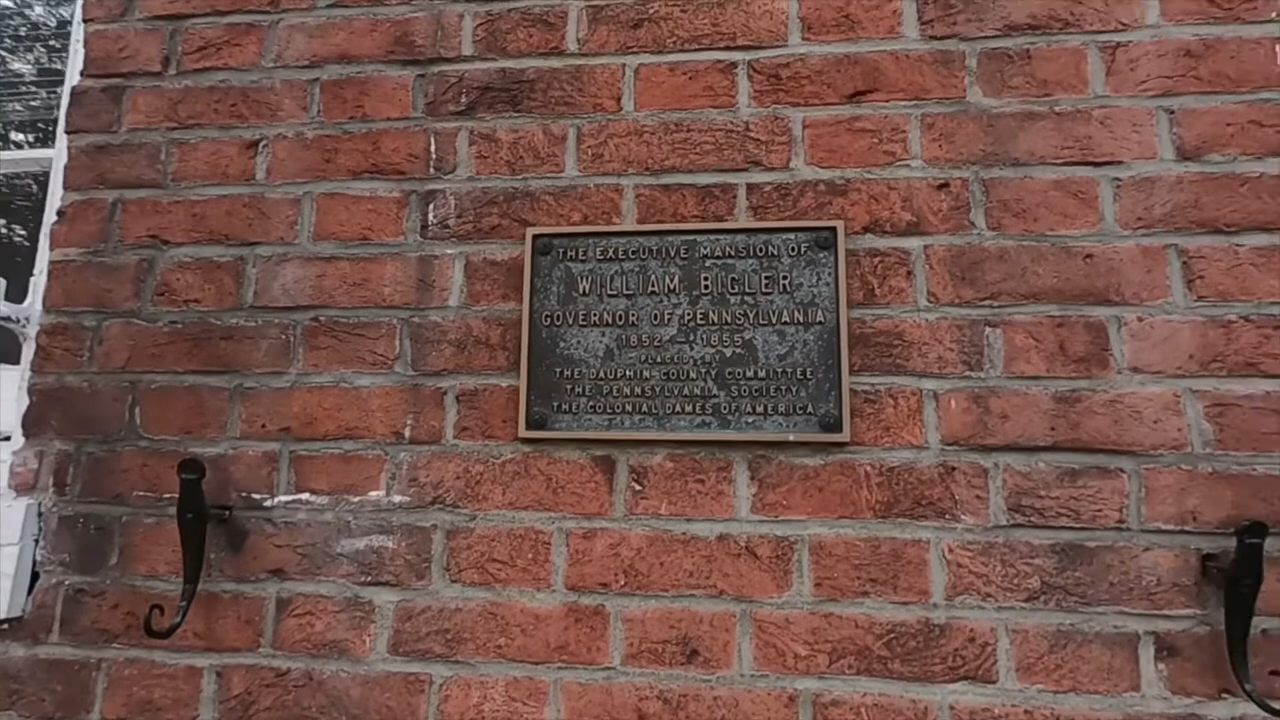 THE EXECUTIVE MANSION OF
WILLIAM BIGLER
GOVERNOR OF PENNSYLVANIA
1852 - 1855
PLACED BY
THE DAUPHIN COUNTY COMMITTEE
THE PENNSYLVANIA SOCIETY
THE COLONIAL DAMES OF AMERICA